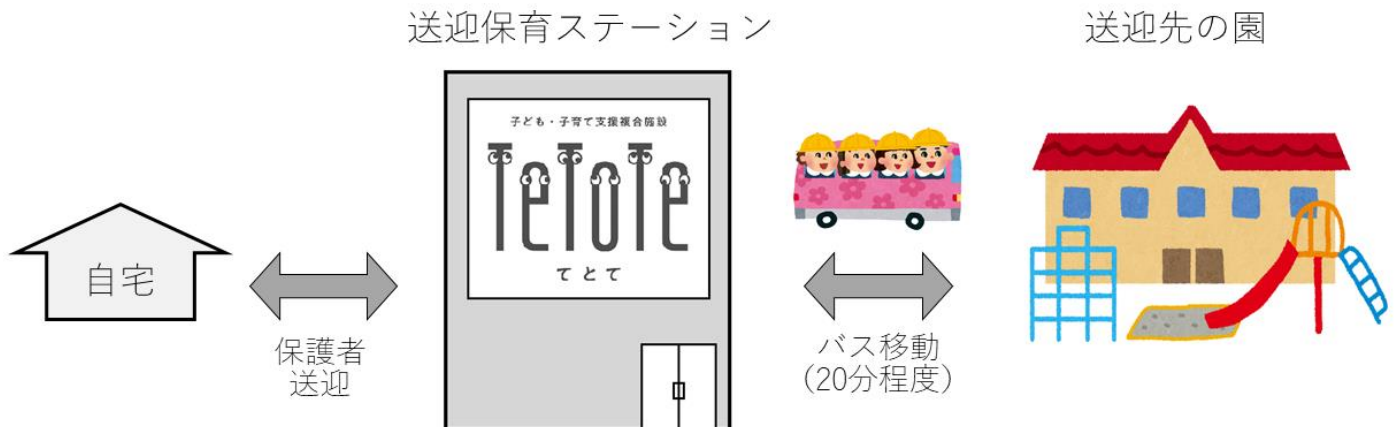 送迎保育ステーション
送迎先の園
子ども・子育て支援複合施設
TeToTe
てとて
自宅
保護者
送迎
バス移動
(20分程度)